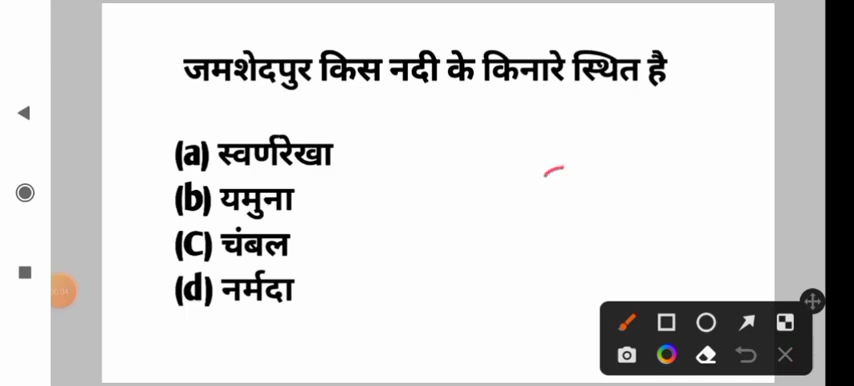 जमशेदपुर किस नदी के किनारे स्थित है
(a) स्वर्णरेखा
(b) यमुना
(C) चंबल
(d) नर्मदा